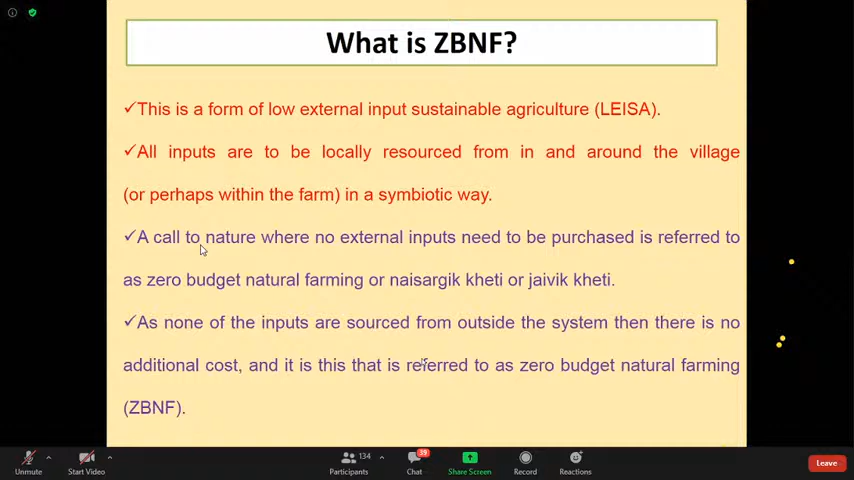 What is ZBNF?
✓This is a form of low external input sustainable agriculture (LEISA).
✓All inputs are to be locally resourced from in and around the village
(or perhaps within the farm) in a symbiotic way.
✓A call to nature where no external inputs need to be purchased is referred to
as zero budget natural farming or naisargik kheti or jaivik kheti.
✓As none of the inputs are sourced from outside the system then there is no
additional cost, and it is this that is referred to as zero budget natural farming
(ZBNF).
134
39
Unmute
Start Video
Participants
Chat
Share Screen
Record
Reactions
Leave